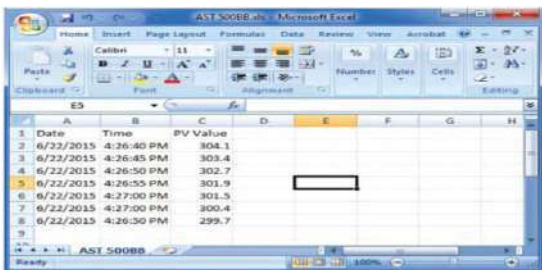 AST 500BB.xls - Microsoft Excel
Home Insert Page Layout Formulas Data Review View Acrobat
Calibri 11
B I U A A
Paste Number Styles Cells
Clipboard Font Alignment Editing
E5 fx
A B C D E F G H
1 Date Time PV Value
2 6/22/2015 4:26:40 PM 304.1
3 6/22/2015 4:26:45 PM 303.4
4 6/22/2015 4:26:50 PM 302.7
5 6/22/2015 4:26:55 PM 301.9
6 6/22/2015 4:27:00 PM 301.5
7 6/22/2015 4:27:00 PM 300.4
8 6/22/2015 4:26:50 PM 299.7
9
AST 500BB
Ready 100%